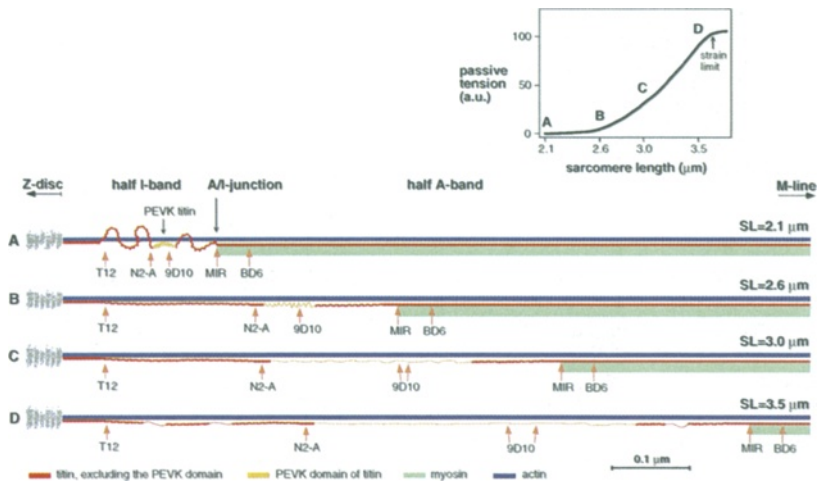 D
100
passive
tension
(a.u.)
strain
limit
C
50
B
A
0
2.1
2.6
3.0
3.5
sarcomere length (μm)
Z-disc
half I-band
A/I-junction
half A-band
M-line
PEVK titin
SL=2.1 μm
A
T12
N2-A
9D10
MIR
BD6
SL=2.6 μm
B
T12
N2-A
9D10
MIR
BD6
SL=3.0 μm
C
T12
N2-A
9D10
MIR
BD6
SL=3.5 μm
D
T12
N2-A
9D10
MIR
BD6
0.1 μm
titin, excluding the PEVK domain
PEVK domain of titin
myosin
actin